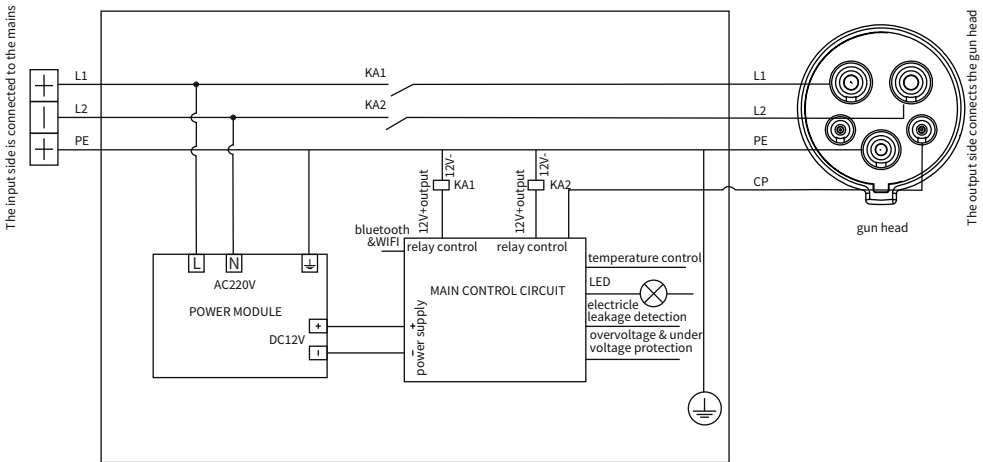 The input side is connected to the mains
L1
L2
PE
KA1
KA2
L1
L2
PE
CP
The output side connects the gun head
gun head
12V+output
12V-
KA1
12V+output
12V-
KA2
bluetooth
&WIFI
relay control
relay control
MAIN CONTROL CIRCUIT
power supply
+
-
temperature control
LED
electricle
leakage detection
overvoltage & under
voltage protection
L
N
AC220V
POWER MODULE
DC12V
+
-